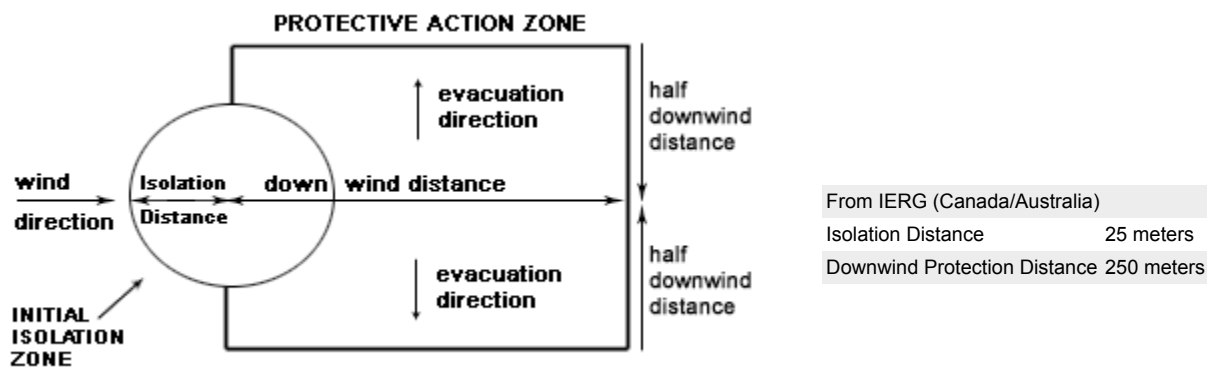 PROTECTIVE ACTION ZONE
evacuation
direction
half
downwind
distance
wind
direction
Isolation
Distance
down wind distance
evacuation
direction
half
downwind
distance
INITIAL
ISOLATION
ZONE
From IERG (Canada/Australia)
Isolation Distance 25 meters
Downwind Protection Distance 250 meters